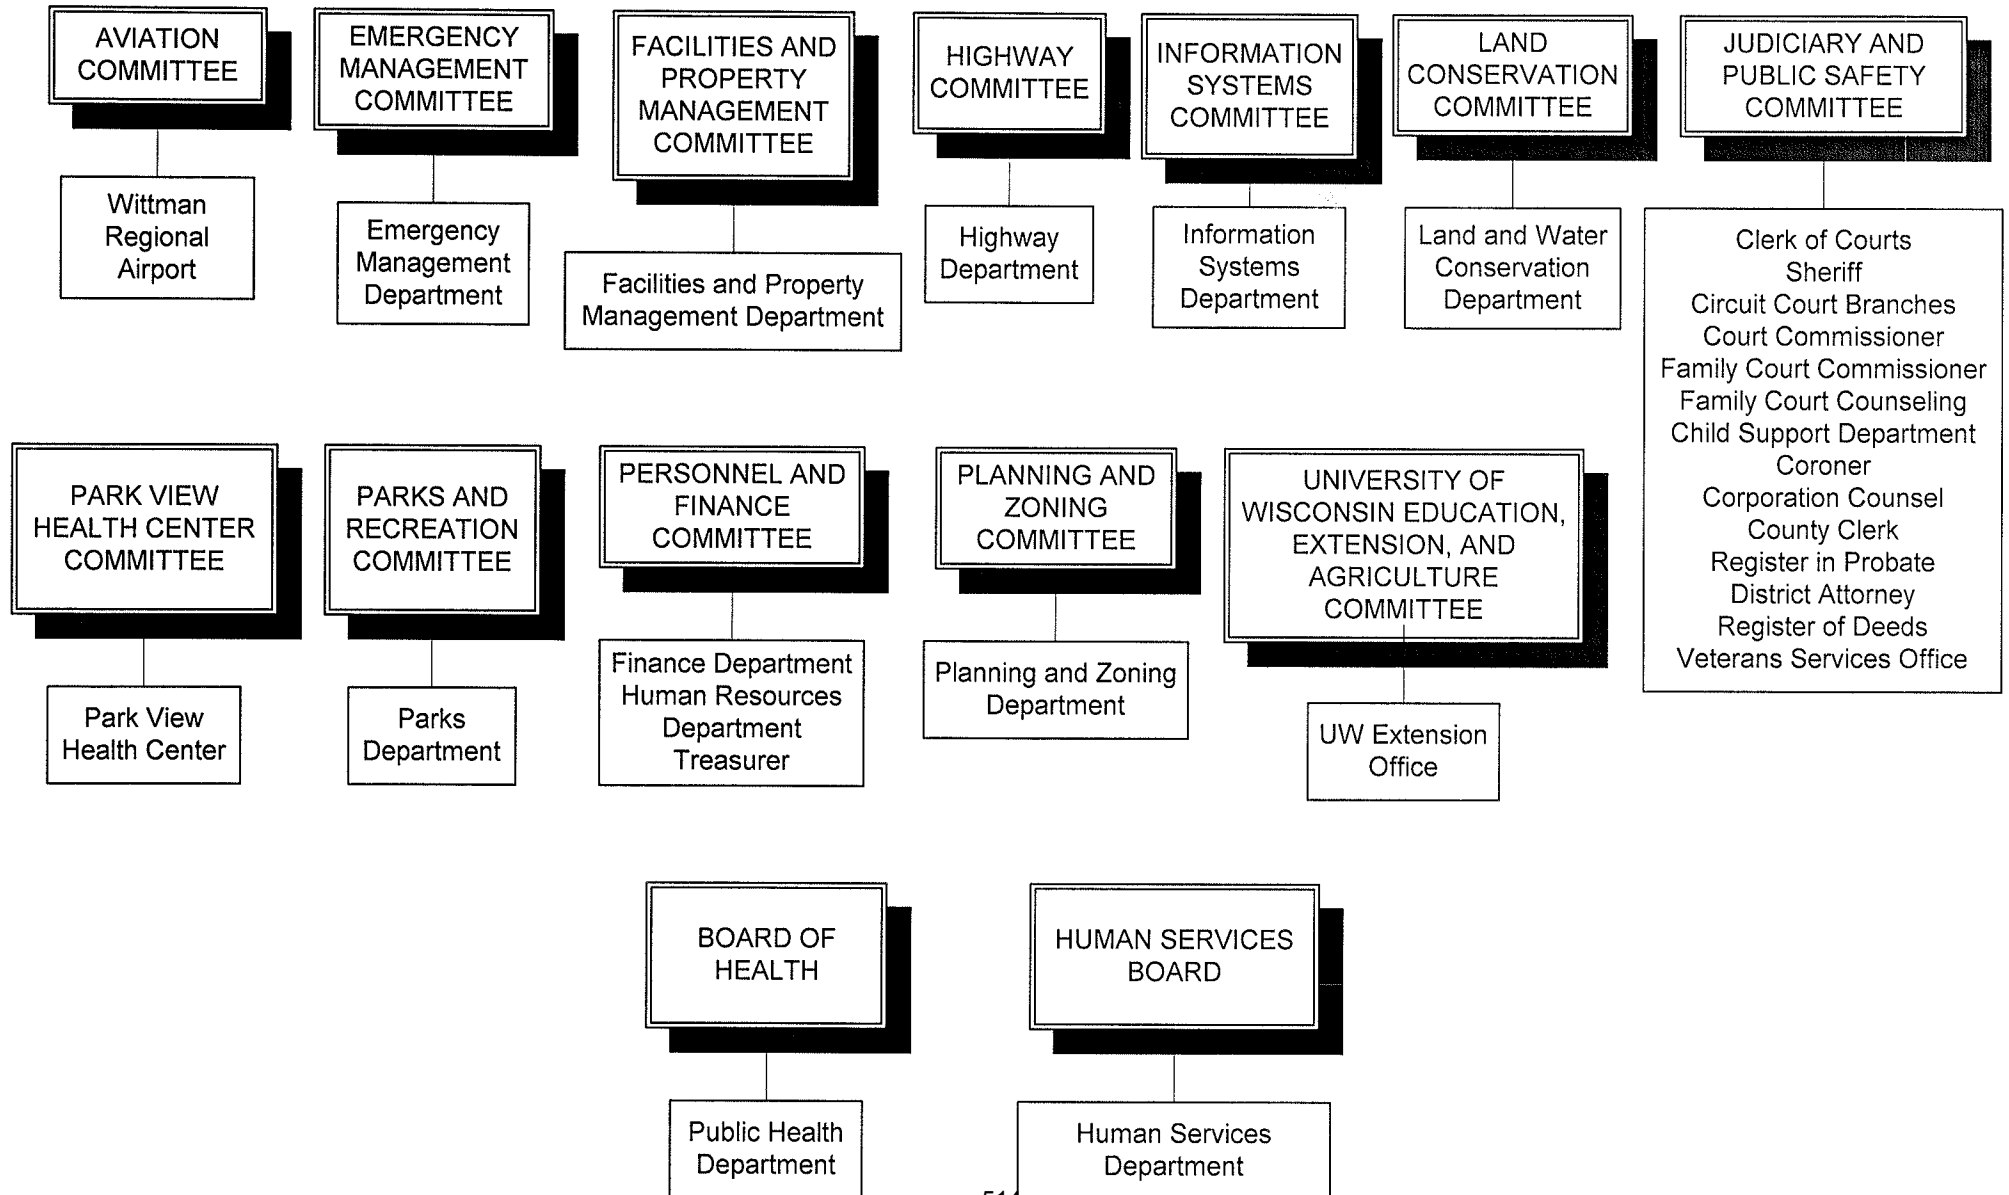 AVIATION
COMMITTEE
Wittman
Regional
Airport
EMERGENCY
MANAGEMENT
COMMITTEE
Emergency
Management
Department
FACILITIES AND
PROPERTY
MANAGEMENT
COMMITTEE
Facilities and Property
Management Department
HIGHWAY
COMMITTEE
Highway
Department
INFORMATION
SYSTEMS
COMMITTEE
Information
Systems
Department
LAND
CONSERVATION
COMMITTEE
Land and Water
Conservation
Department
JUDICIARY AND
PUBLIC SAFETY
COMMITTEE
Clerk of Courts
Sheriff
Circuit Court Branches
Court Commissioner
Family Court Commissioner
Family Court Counseling
Child Support Department
Coroner
Corporation Counsel
County Clerk
Register in Probate
District Attorney
Register of Deeds
Veterans Services Office
PARK VIEW
HEALTH CENTER
COMMITTEE
Park View
Health Center
PARKS AND
RECREATION
COMMITTEE
Parks
Department
PERSONNEL AND
FINANCE
COMMITTEE
Finance Department
Human Resources
Department
Treasurer
PLANNING AND
ZONING
COMMITTEE
Planning and Zoning
Department
UNIVERSITY OF
WISCONSIN EDUCATION,
EXTENSION, AND
AGRICULTURE
COMMITTEE
UW Extension
Office
BOARD OF
HEALTH
Public Health
Department
HUMAN SERVICES
BOARD
Human Services
Department